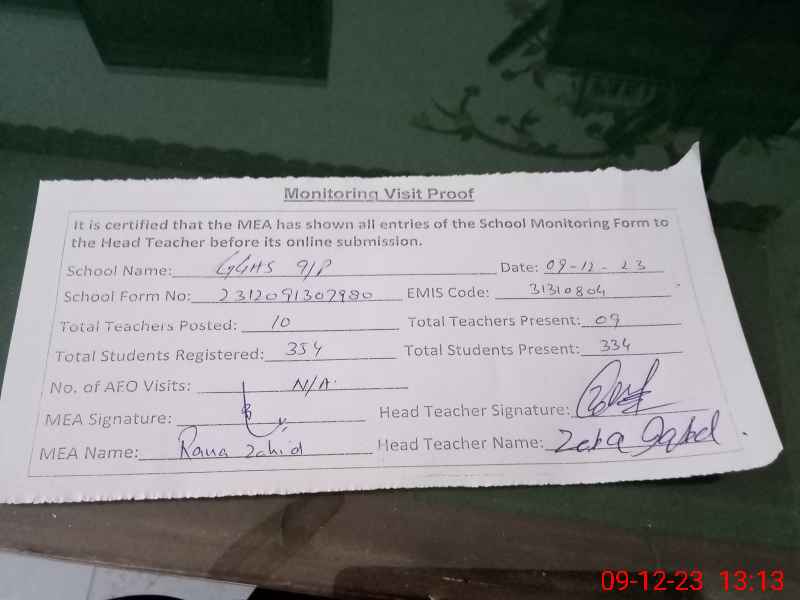 Monitoring Visit Proof
It is certified that the MEA has shown all entries of the School Monitoring Form to
the Head Teacher before its online submission.
School Name: GGHS 9/P Date: 09-12-23
School Form No: 2312091307980 EMIS Code: 31310804
Total Teachers Posted: 10 Total Teachers Present: 09
Total Students Registered: 354 Total Students Present: 334
No. of AEO Visits: N/A
MEA Signature: Head Teacher Signature:
MEA Name: Rana Zahid Head Teacher Name: Iqbal
09-12-23 13:13